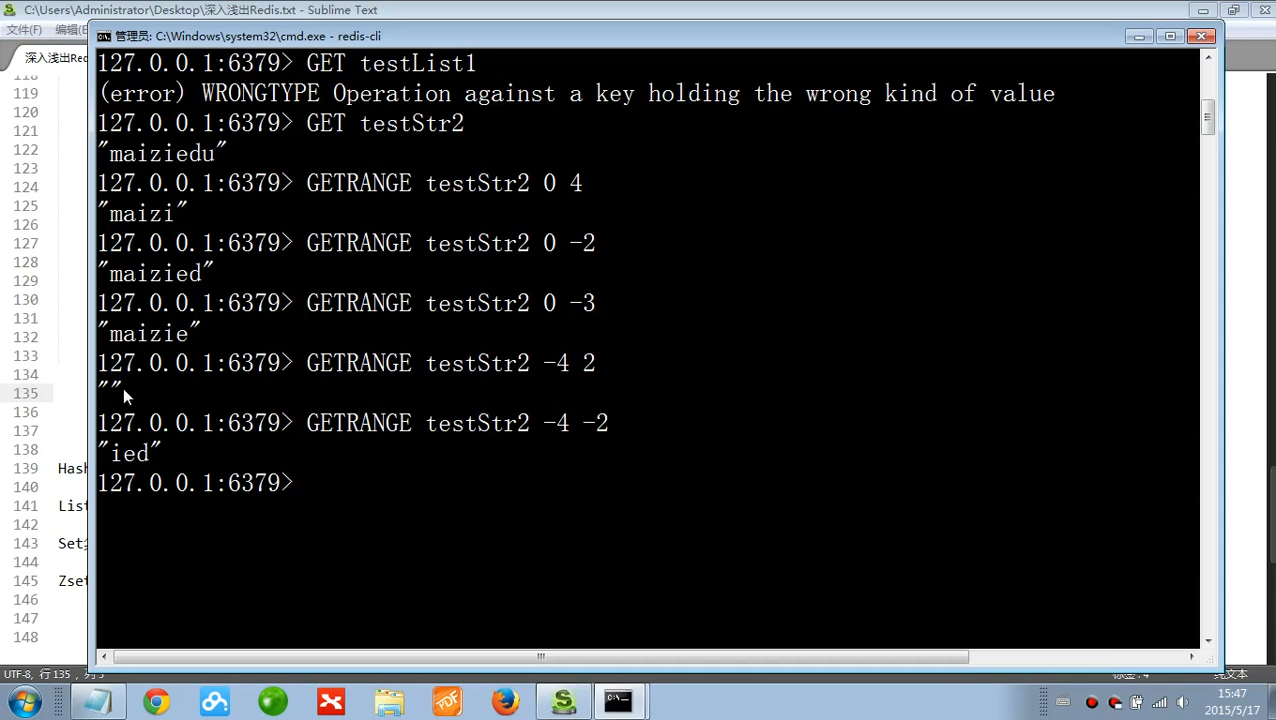 C:\Users\Administrator\Desktop\深入浅出Redis.txt - Sublime Text
文件(F) 编辑(E
管理员: C:\Windows\system32\cmd.exe - redis-cli
深入浅出Red
127.0.0.1:6379> GET testList1
(error) WRONGTYPE Operation against a key holding the wrong kind of value
127.0.0.1:6379> GET testStr2
"maiziedu"
127.0.0.1:6379> GETRANGE testStr2 0 4
"maizi"
127.0.0.1:6379> GETRANGE testStr2 0 -2
"maizied"
127.0.0.1:6379> GETRANGE testStr2 0 -3
"maizie"
127.0.0.1:6379> GETRANGE testStr2 -4 2
""
127.0.0.1:6379> GETRANGE testStr2 -4 -2
"ied"
127.0.0.1:6379>
119
120
121
122
123
124
125
126
127
128
129
130
131
132
133
134
135
136
137
138
139 Hash
140
141 List
142
143 Set
144
145 Zset
146
147
148
UTF-8, 行 135
纯文本
PDF
15:47
2015/5/17